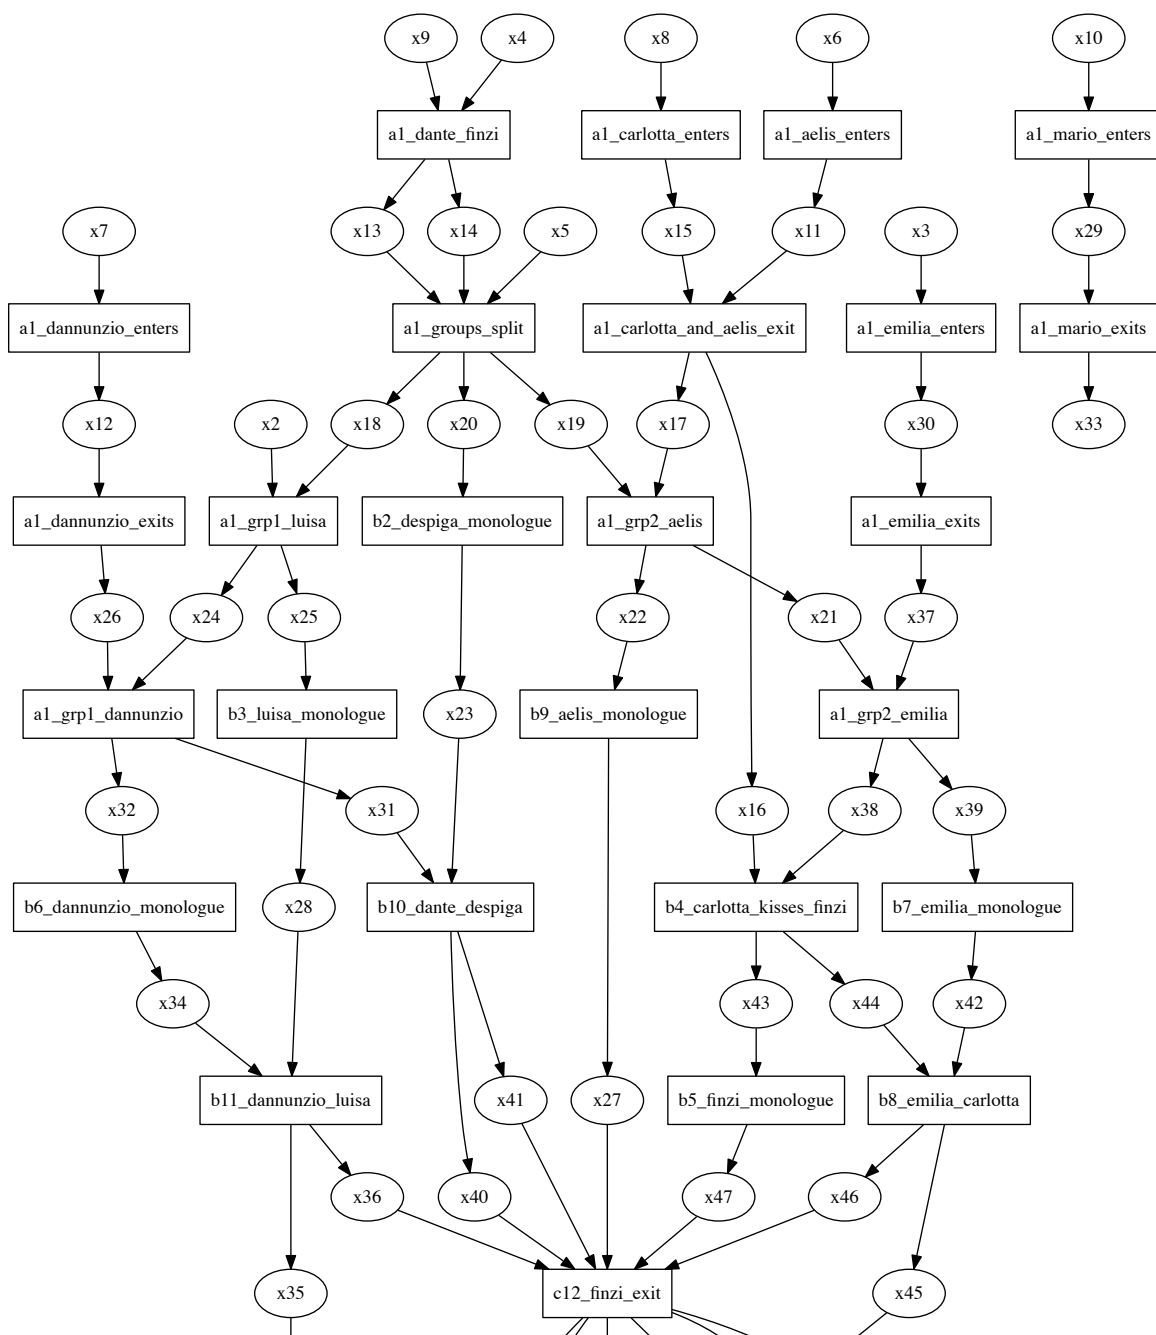 x9
x4
x8
x6
x10
a1_dante_finzi
a1_carlotta_enters
a1_aelis_enters
a1_mario_enters
x7
x13
x14
x5
x15
x11
x3
x29
a1_dannunzio_enters
a1_groups_split
a1_carlotta_and_aelis_exit
a1_emilia_enters
a1_mario_exits
x12
x2
x18
x20
x19
x17
x30
x33
a1_dannunzio_exits
a1_grp1_luisa
b2_despiga_monologue
a1_grp2_aelis
a1_emilia_exits
x26
x24
x25
x22
x21
x37
a1_grp1_dannunzio
b3_luisa_monologue
x23
b9_aelis_monologue
a1_grp2_emilia
x32
x31
x16
x38
x39
b6_dannunzio_monologue
x28
b10_dante_despiga
b4_carlotta_kisses_finzi
b7_emilia_monologue
x34
x43
x44
x42
b11_dannunzio_luisa
x41
x27
b5_finzi_monologue
b8_emilia_carlotta
x36
x40
x47
x46
x35
c12_finzi_exit
x45